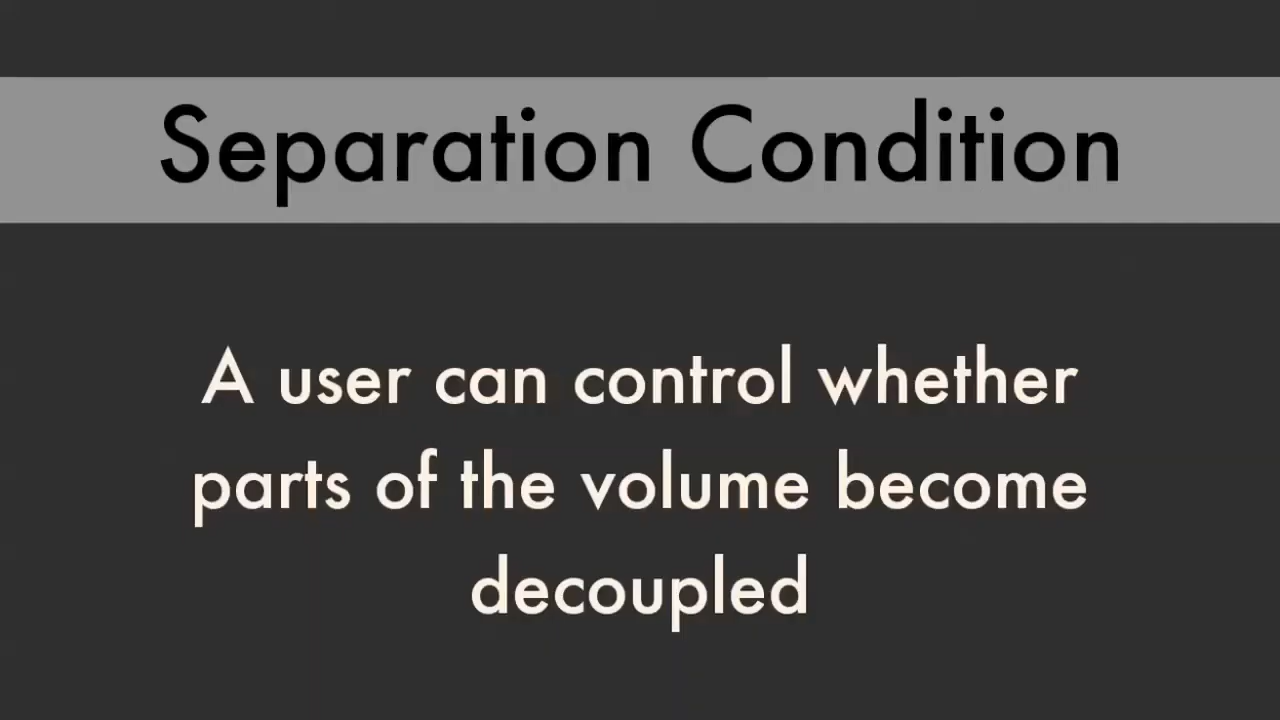 Separation Condition
A user can control whether
parts of the volume become
decoupled